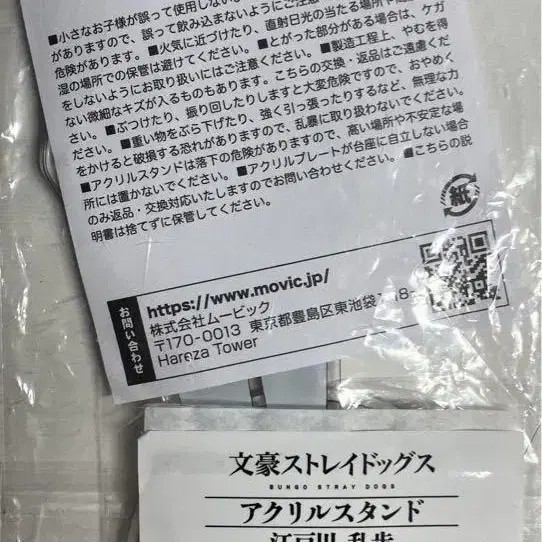 ■小さなお子様が誤って使用しない
がありますので、誤って飲み込まないようにご注意
危険があります。■火気に近づけたり、直射日光の当たる場所や
湿の場所での保管は避けてください。■とがった部分がある場合は、ケガ
をしないようにお取り扱いにはご注意ください。■製造工程上、やむを得
ない微細なキズが入るものもあります。こちらの交換・返品はご遠慮くだ
さい。■ぶつけたり、振り回したりしますと大変危険ですので、おやめく
ださい。■重い物をぶら下げたり、強く引っ張ったりするなど、無理な力
をかけると破損する恐れがありますので、乱暴に取り扱わないでください。
■アクリルスタンドは落下の危険がありますので、高い場所や不安定な場
所には置かないでください。■アクリルプレートが台座に自立しない場合
のみ返品・交換対応いたしますのでお問い合わせください。■こちらの説
明書は捨てずに保管してください。
紙
お問い合わせ
https://www.movic.jp/
株式会社ムービック
〒170-0013 東京都豊島区東池袋1-18-
Hareza Tower
文豪ストレイドッグス
BUNGO STRAY DOGS
アクリルスタンド
江戸川 乱歩